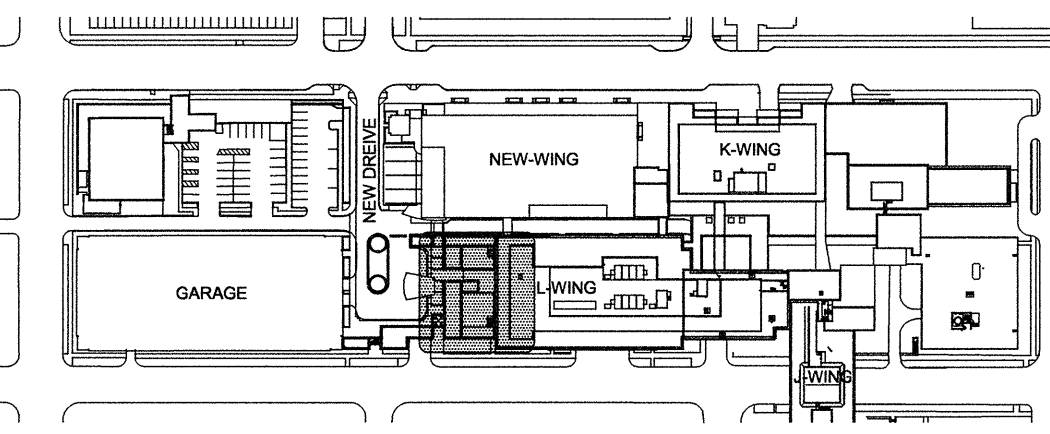 NEW-WING
K-WING
NEW DREIVE
GARAGE
L-WING
J-WING